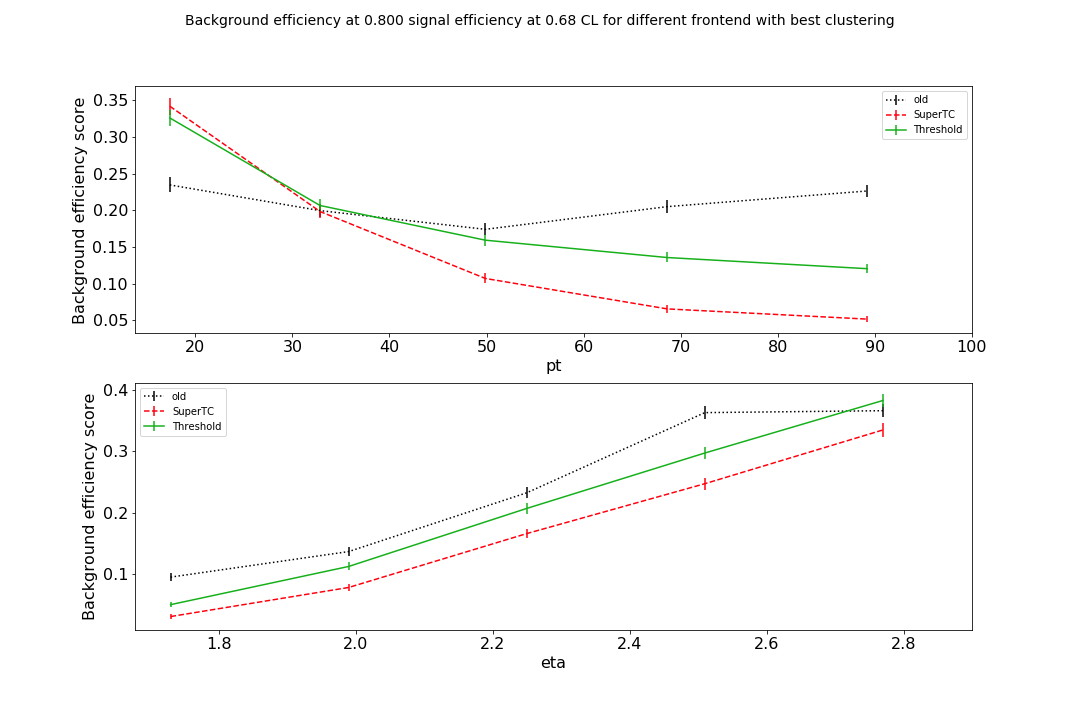 Background efficiency at 0.800 signal efficiency at 0.68 CL for different frontend with best clustering
Background efficiency score
0.35
0.30
0.25
0.20
0.15
0.10
0.05
old
SuperTC
Threshold
20 30 40 50 60 70 80 90 100
pt
Background efficiency score
0.4
0.3
0.2
0.1
old
SuperTC
Threshold
1.8 2.0 2.2 2.4 2.6 2.8
eta